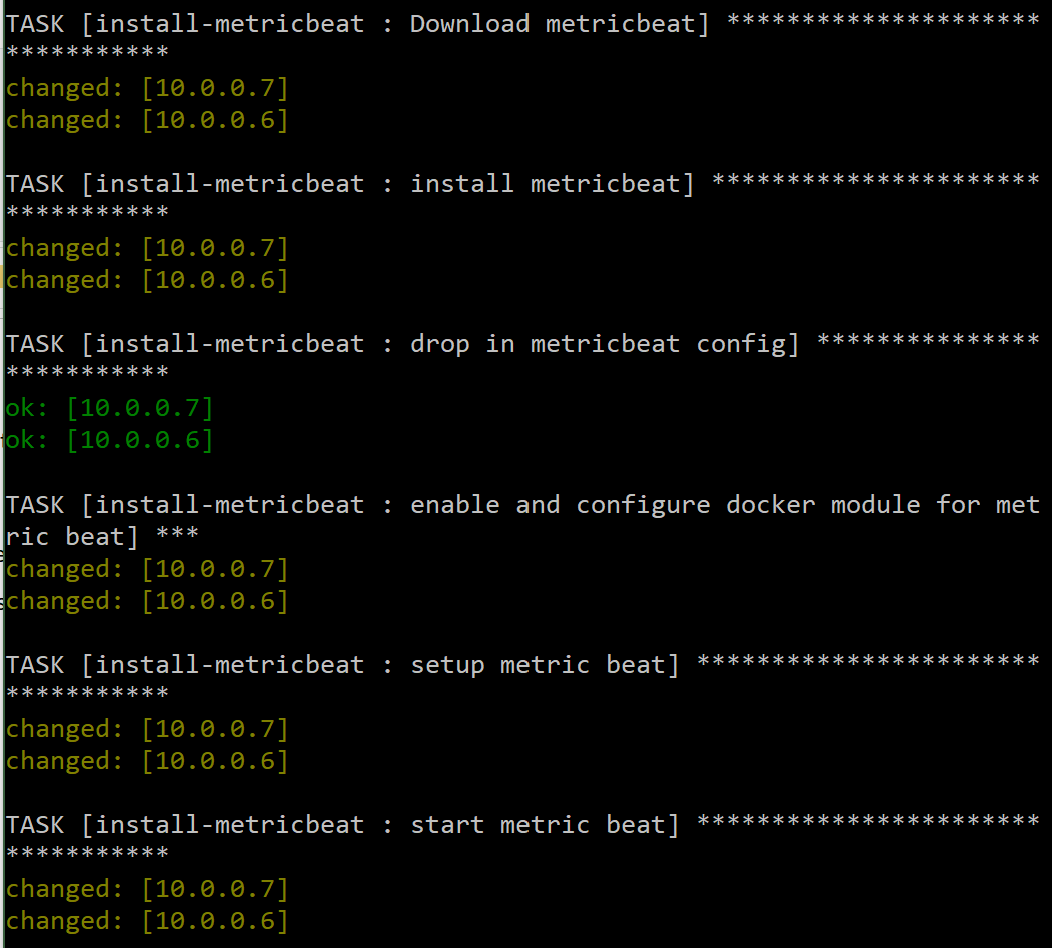 TASK [install-metricbeat : Download metricbeat] *********************
***********
changed: [10.0.0.7]
changed: [10.0.0.6]
TASK [install-metricbeat : install metricbeat] **********************
***********
changed: [10.0.0.7]
changed: [10.0.0.6]
TASK [install-metricbeat : drop in metricbeat config] ***************
***********
ok: [10.0.0.7]
ok: [10.0.0.6]
TASK [install-metricbeat : enable and configure docker module for met
ric beat] ***
changed: [10.0.0.7]
changed: [10.0.0.6]
TASK [install-metricbeat : setup metric beat] ***********************
***********
changed: [10.0.0.7]
changed: [10.0.0.6]
TASK [install-metricbeat : start metric beat] ***********************
***********
changed: [10.0.0.7]
changed: [10.0.0.6]